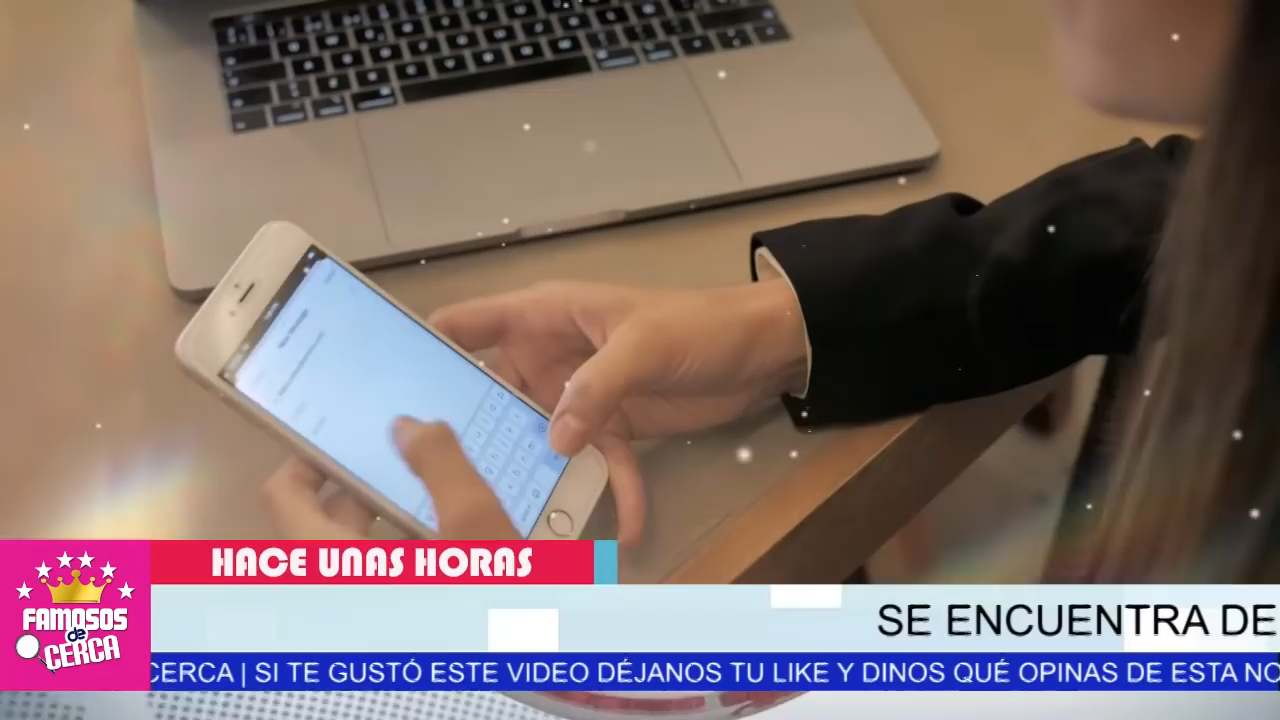 HACE UNAS HORAS
FAMOSOS
de
CERCA
SE ENCUENTRA DE
CERCA | SI TE GUSTÓ ESTE VIDEO DÉJANOS TU LIKE Y DINOS QUÉ OPINAS DE ESTA NO